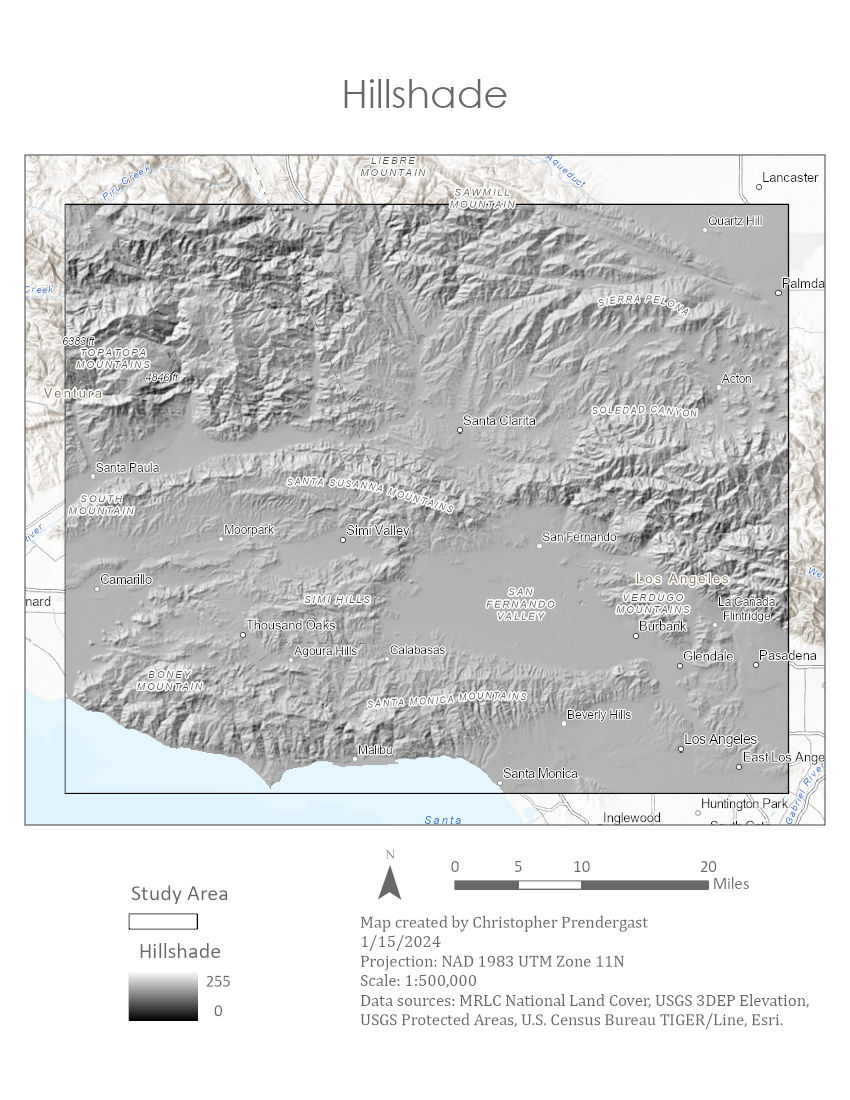 Hillshade
LIEBRE
MOUNTAIN
Aqueduct
Piru Creek
Lancaster
SAWMILL
MOUNTAIN
Quartz Hill
Creek
Palmda
SIERRA PELONA
6383 ft
TOPATOPA
MOUNTAINS
4846 ft
Acton
Ventura
SOLEDAD CANYON
Santa Clarita
Santa Paula
SANTA SUSANNA MOUNTAINS
SOUTH
MOUNTAIN
Moorpark
Simi Valley
San Fernando
River
Camarillo
Los Angeles
We
nard
SIMI HILLS
SAN
FERNANDO
VALLEY
VERDUGO
MOUNTAINS
La Cañada
Flintridge
Thousand Oaks
Burbank
Agoura Hills
Calabasas
Glendale
Pasadena
BONEY
MOUNTAIN
SANTA MONICA MOUNTAINS
Beverly Hills
Los Angeles
Malibu
East Los Ange
Santa Monica
Gabriel River
Huntington Park
Santa
Inglewood
N
0 5 10 20
Miles
Study Area
Hillshade
255
0
Map created by Christopher Prendergast
1/15/2024
Projection: NAD 1983 UTM Zone 11N
Scale: 1:500,000
Data sources: MRLC National Land Cover, USGS 3DEP Elevation,
USGS Protected Areas, U.S. Census Bureau TIGER/Line, Esri.